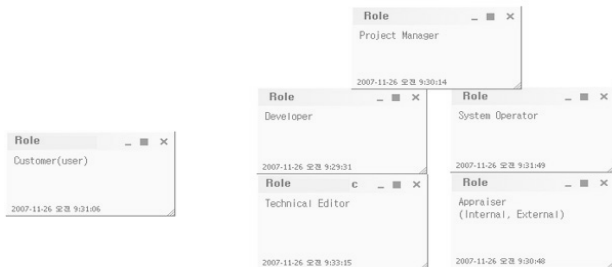 Role
Project Manager
2007-11-26 오전 9:30:14
Role
Developer
2007-11-26 오전 9:29:31
Role
System Operator
2007-11-26 오전 9:31:49
Role
Customer(user)
2007-11-26 오전 9:31:06
Role c
Technical Editor
2007-11-26 오전 9:33:15
Role
Appraiser
(Internal, External)
2007-11-26 오전 9:30:48